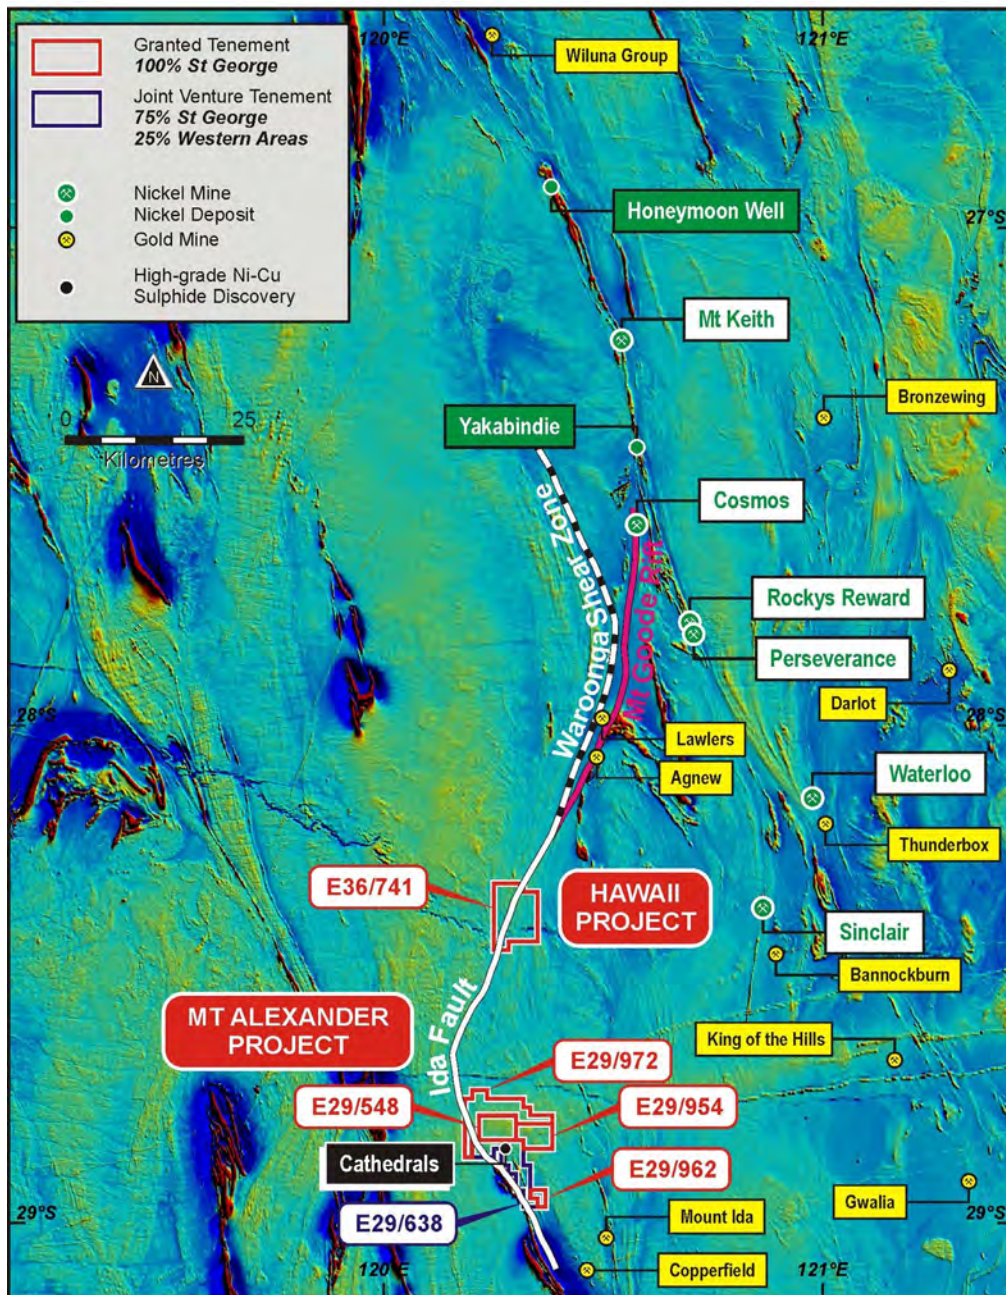 120°E
121°E
Granted Tenement
100% St George
Joint Venture Tenement
75% St George
25% Western Areas
Nickel Mine
Nickel Deposit
Gold Mine
High-grade Ni-Cu
Sulphide Discovery
Wiluna Group
Honeymoon Well
27°S
Mt Keith
N
0
25
Kilometres
Bronzewing
Yakabindie
Cosmos
Waroonga Shear Zone
Mt Goode Rift
Rockys Reward
Perseverance
Darlot
28°S
28°S
Lawlers
Agnew
Waterloo
Thunderbox
E36/741
HAWAII
PROJECT
Sinclair
Bannockburn
MT ALEXANDER
PROJECT
Ida Fault
King of the Hills
E29/972
E29/548
E29/954
Cathedrals
E29/962
Gwalia
29°S
E29/638
Mount Ida
29°S
120°E
Copperfield
121°E